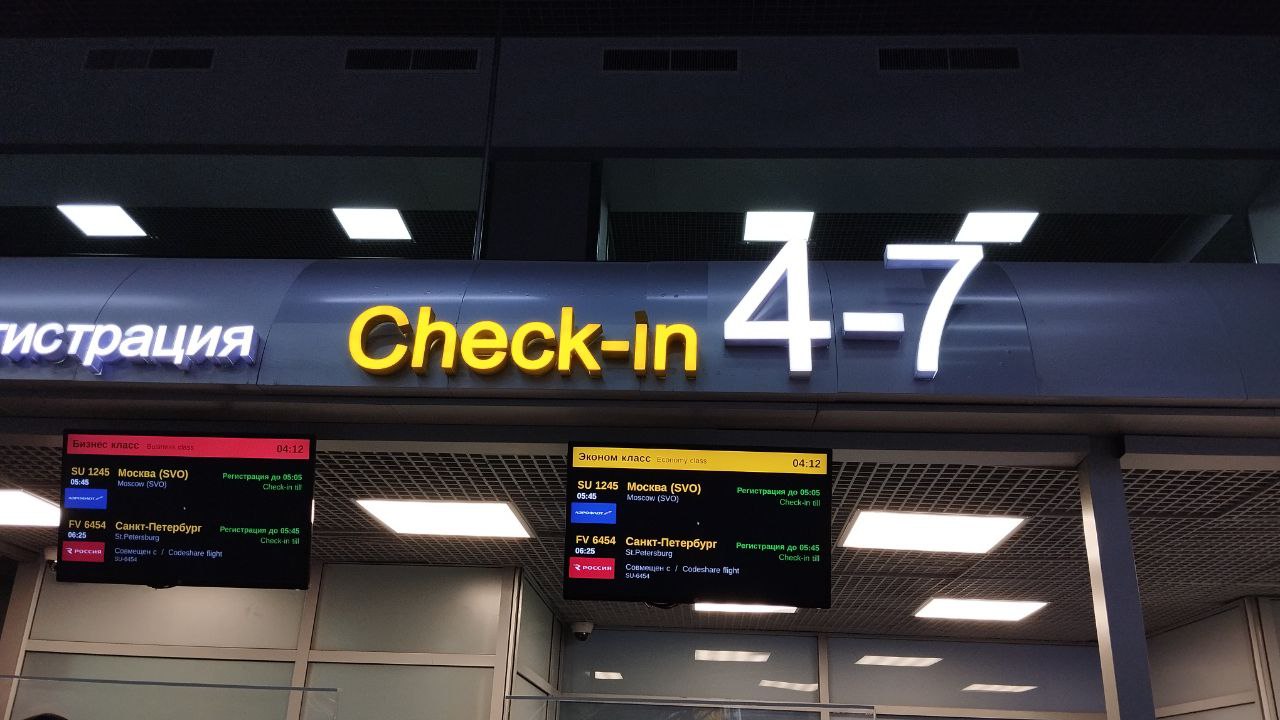 гистрация Check-in 4-7
Бизнес класс Business class 04:12
SU 1245 Москва (SVO) Регистрация до 05:05
05:45 Moscow (SVO) Check-in till
АЭРОФЛОТ
FV 6454 Санкт-Петербург Регистрация до 05:45
06:25 St.Petersburg Check-in till
РОССИЯ Совмещен с / Codeshare flight
SU-6454
Эконом класс Economy class 04:12
SU 1245 Москва (SVO) Регистрация до 05:05
05:45 Moscow (SVO) Check-in till
АЭРОФЛОТ
FV 6454 Санкт-Петербург Регистрация до 05:45
06:25 St.Petersburg Check-in till
РОССИЯ Совмещен с / Codeshare flight
SU-6454